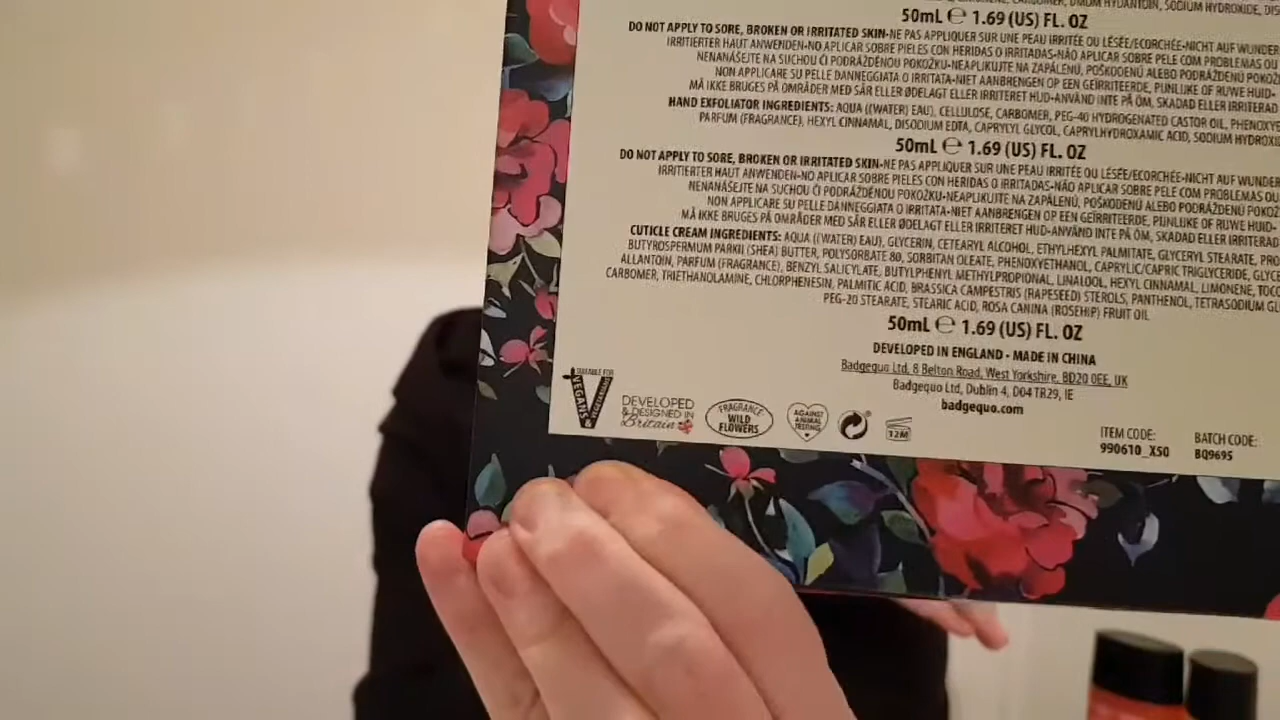 CARBOMER, DMDM HYDANTOIN, SODIUM HYDROXIDE,
50mL ℮ 1.69 (US) FL. OZ
DO NOT APPLY TO SORE, BROKEN OR IRRITATED SKIN-NE PAS APPLIQUER SUR UNE PEAU IRRITÉE OU LÉSÉE/ECORCHÉE-NICHT AUF WUNDER
IRRITIERTER HAUT ANWENDEN-NO APLICAR SOBRE PIELES CON HERIDAS O IRRITADAS-NÃO APLICAR SOBRE PELE COM PROBLEMAS OU
NENANÁŠEJTE NA SUCHOU ČI PODRÁŽDĚNOU POKOŽKU-NEAPLIKUJTE NA ZAPÁLENÚ, POŠKODENÚ ALEBO PODRÁŽDENÚ
NON APPLICARE SU PELLE DANNEGGIATA O IRRITATA-NIET AANBRENGEN OP EEN GEÏRRITEERDE, PIJNLIJKE OF RUWE HUID-
MÅ IKKE BRUGES PÅ OMRÅDER MED SÅR ELLER ØDELAGT ELLER IRRITERET HUD-ANVÄND INTE PÅ ÖM, SKADAD ELLER IRRITERAD
HAND EXFOLIATOR INGREDIENTS: AQUA ((WATER) EAU), CELLULOSE, CARBOMER, PEG-40 HYDROGENATED CASTOR OIL,
PARFUM (FRAGRANCE), HEXYL CINNAMAL, DISODIUM EDTA, CAPRYLYL GLYCOL, CAPRYLHYDROXAMIC ACID, SODIUM
50mL ℮ 1.69 (US) FL. OZ
DO NOT APPLY TO SORE, BROKEN OR IRRITATED SKIN-NE PAS APPLIQUER SUR UNE PEAU IRRITÉE OU LÉSÉE/ECORCHÉE-NICHT AUF WUNDER
IRRITIERTER HAUT ANWENDEN-NO APLICAR SOBRE PIELES CON HERIDAS O IRRITADAS-NÃO APLICAR SOBRE PELE COM PROBLEMAS OU
NENANÁŠEJTE NA SUCHOU ČI PODRÁŽDĚNOU POKOŽKU-NEAPLIKUJTE NA ZAPÁLENÚ, POŠKODENÚ ALEBO PODRÁŽDENÚ
NON APPLICARE SU PELLE DANNEGGIATA O IRRITATA-NIET AANBRENGEN OP EEN GEÏRRITEERDE, PIJNLIJKE OF RUWE HUID-
MÅ IKKE BRUGES PÅ OMRÅDER MED SÅR ELLER ØDELAGT ELLER IRRITERET HUD-ANVÄND INTE PÅ ÖM, SKADAD ELLER IRRITERAD
CUTICLE CREAM INGREDIENTS: AQUA ((WATER) EAU), GLYCERIN, CETEARYL ALCOHOL, ETHYLHEXYL PALMITATE, GLYCERYL STEARATE,
BUTYROSPERMUM PARKII (SHEA) BUTTER, POLYSORBATE 80, SORBITAN OLEATE, PHENOXYETHANOL, CAPRYLIC/CAPRIC TRIGLYCERIDE,
ALLANTOIN, PARFUM (FRAGRANCE), BENZYL SALICYLATE, BUTYLPHENYL METHYLPROPIONAL, LINALOOL, HEXYL CINNAMAL, LIMONENE,
CARBOMER, TRIETHANOLAMINE, CHLORPHENESIN, PALMITIC ACID, BRASSICA CAMPESTRIS (RAPESEED) STEROLS, PANTHENOL, TETRASODIUM
PEG-20 STEARATE, STEARIC ACID, ROSA CANINA (ROSEHIP) FRUIT OIL
50mL ℮ 1.69 (US) FL. OZ
DEVELOPED IN ENGLAND • MADE IN CHINA
Badgequo Ltd, 8 Belton Road, West Yorkshire, BD20 0EE, UK
Badgequo Ltd, Dublin 4, D04 TR29, IE
badgequo.com
SUITABLE FOR
V
VEGANS
& VEGETARIANS
DEVELOPED
& DESIGNED IN
Britain
FRAGRANCE
WILD
FLOWERS
AGAINST
ANIMAL
TESTING
12M
ITEM CODE:
990610_X50
BATCH CODE:
BQ9695